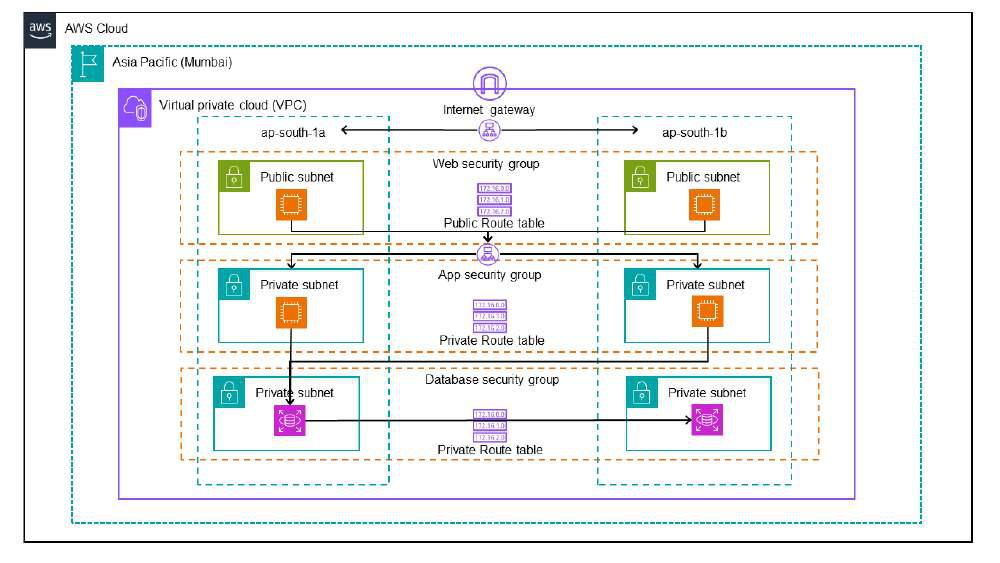 aws
AWS Cloud
Asia Pacific (Mumbai)
Virtual private cloud (VPC)
Internet gateway
ap-south-1a
ap-south-1b
Web security group
Public subnet
Public subnet
172.16.0.0
172.16.1.0
172.16.2.0
Public Route table
App security group
Private subnet
Private subnet
172.16.0.0
172.16.1.0
172.16.2.0
Private Route table
Database security group
Private subnet
Private subnet
172.16.0.0
172.16.1.0
172.16.2.0
Private Route table